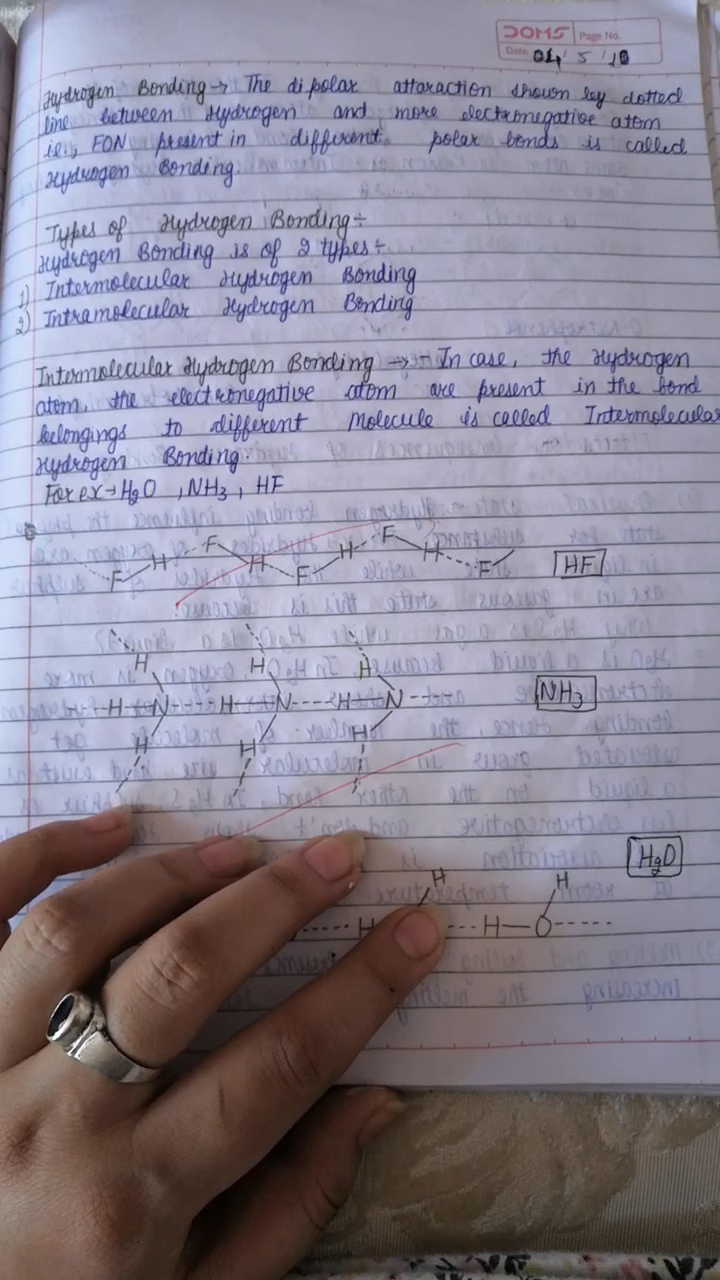 DOMS Page No.
Date 04/5/18
Hydrogen Bonding → The dipolar attaraction shown by dotted
line between Hydrogen and more electronegative atom
i.e., FON present in different polar bonds is called
Hydrogen Bonding.
Types of Hydrogen Bonding ÷
Hydrogen Bonding is of 2 types ÷
1) Intermolecular Hydrogen Bonding
2) Intramolecular Hydrogen Bonding
Intermolecular Hydrogen Bonding → - In case, the Hydrogen
atom, the electronegative atom are present in the bond
belongings to different Molecule is called Intermolecular
Hydrogen Bonding.
For ex → H₂O , NH₃ , HF
F H F H F H F H F HF
H H H
H N H N H N NH₃
H H H
H₂O
H H
H H O